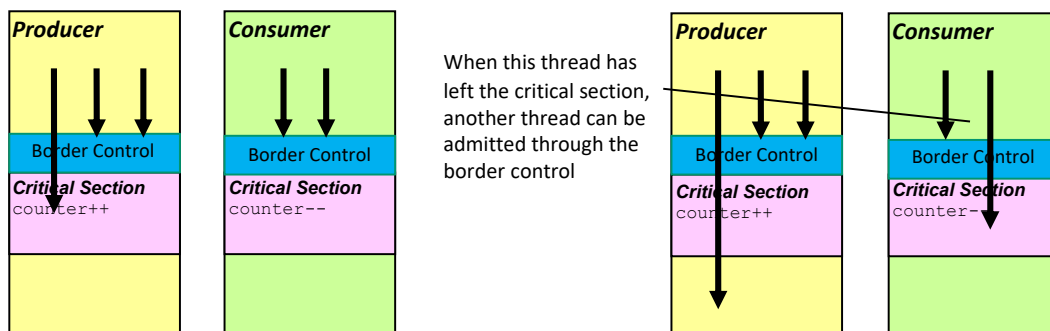 Producer
Consumer
Border Control
Border Control
Critical Section
counter++
Critical Section
counter--
When this thread has
left the critical section,
another thread can be
admitted through the
border control
Producer
Consumer
Border Control
Border Control
Critical Section
counter++
Critical Section
counter-